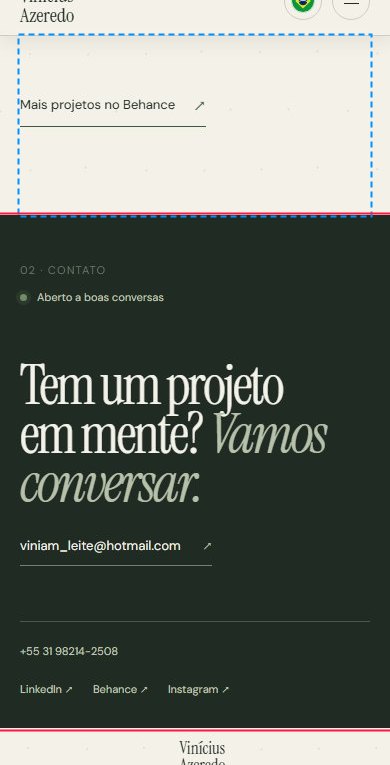 Vinícius
Azeredo
Mais projetos no Behance ↗
02 · CONTATO
Aberto a boas conversas
Tem um projeto
em mente? Vamos
conversar.
viniam_leite@hotmail.com ↗
+55 31 98214-2508
LinkedIn ↗ Behance ↗ Instagram ↗
Vinícius
Azeredo